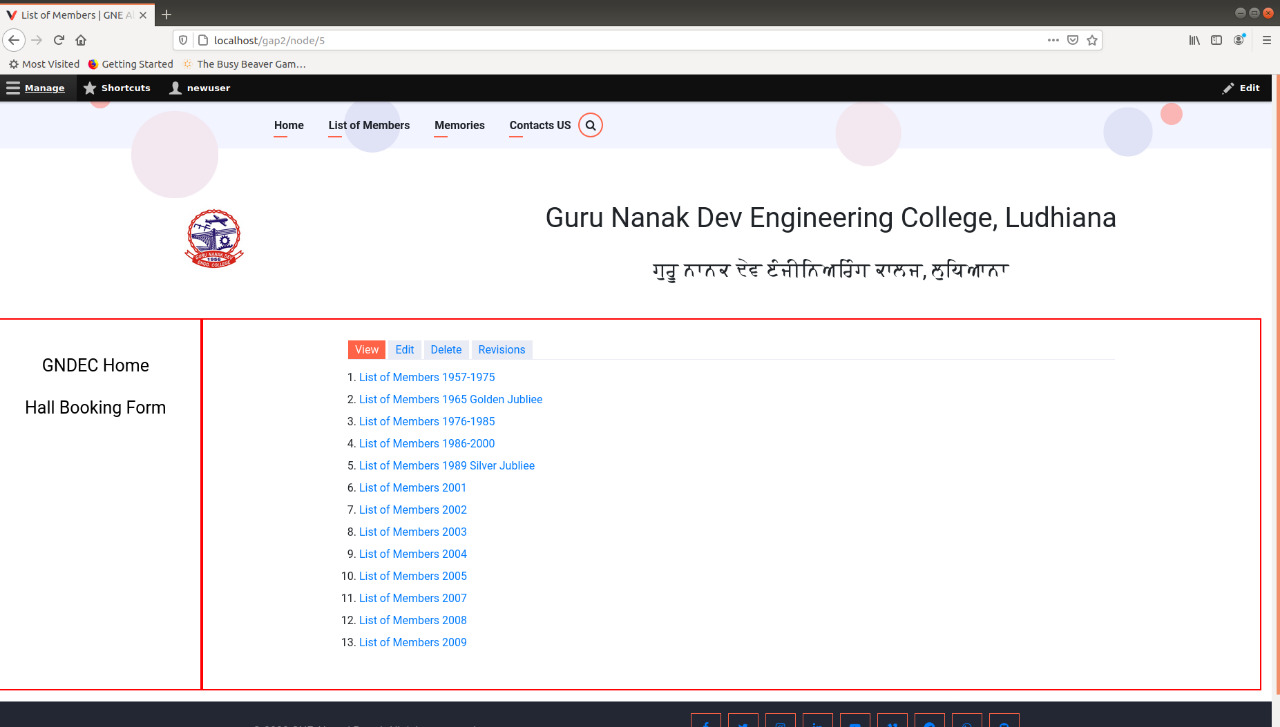 List of Members | GNE A
localhost/gap2/node/5
Most Visited Getting Started The Busy Beaver Gam…
Manage Shortcuts newuser Edit
Home List of Members Memories Contacts US
Guru Nanak Dev Engineering College, Ludhiana
ਗੁਰੂ ਨਾਨਕ ਦੇਵ ਇੰਜੀਨਿਅਰਿੰਗ ਕਾਲਜ, ਲੁਧਿਆਨਾ
GNDEC Home
Hall Booking Form
View Edit Delete Revisions
1. List of Members 1957-1975
2. List of Members 1965 Golden Jubliee
3. List of Members 1976-1985
4. List of Members 1986-2000
5. List of Members 1989 Silver Jubliee
6. List of Members 2001
7. List of Members 2002
8. List of Members 2003
9. List of Members 2004
10. List of Members 2005
11. List of Members 2007
12. List of Members 2008
13. List of Members 2009